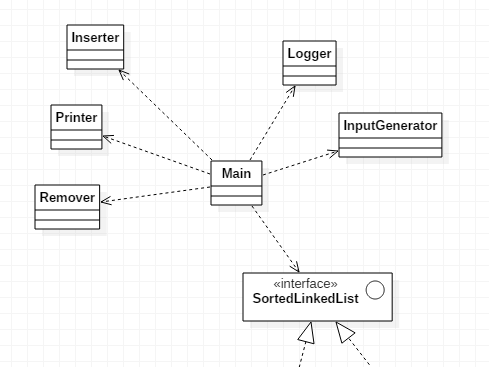 Inserter
Logger
Printer
InputGenerator
Main
Remover
«interface»
SortedLinkedList